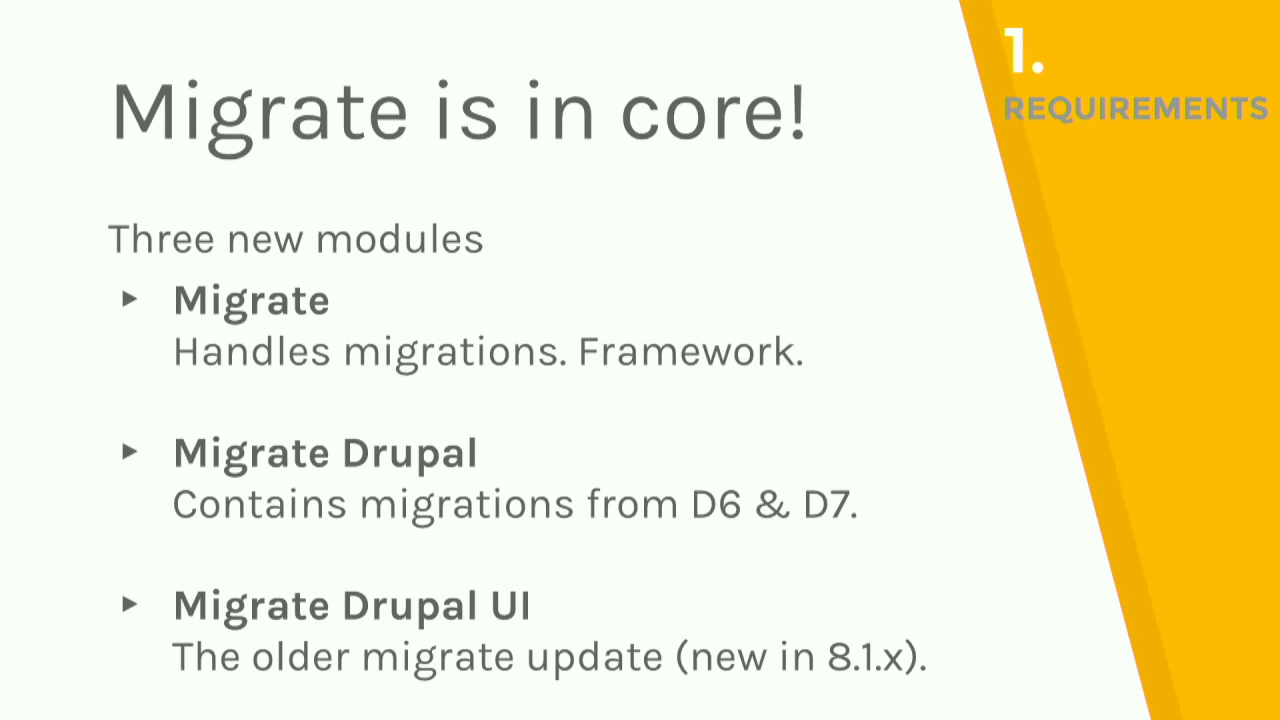 Migrate is in core!
1.
REQUIREMENTS
Three new modules
▸ Migrate
Handles migrations. Framework.
▸ Migrate Drupal
Contains migrations from D6 & D7.
▸ Migrate Drupal UI
The older migrate update (new in 8.1.x).